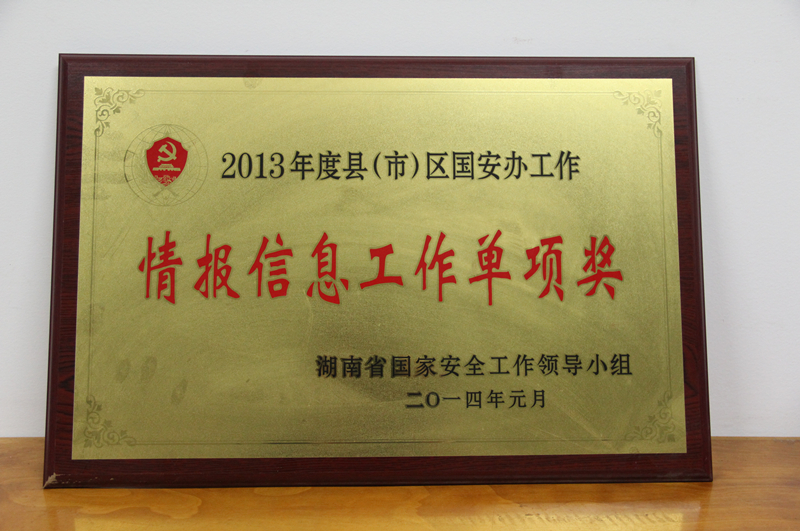 2013年度县(市)区国安办工作
情报信息工作单项奖
湖南省国家安全工作领导小组
二〇一四年元月